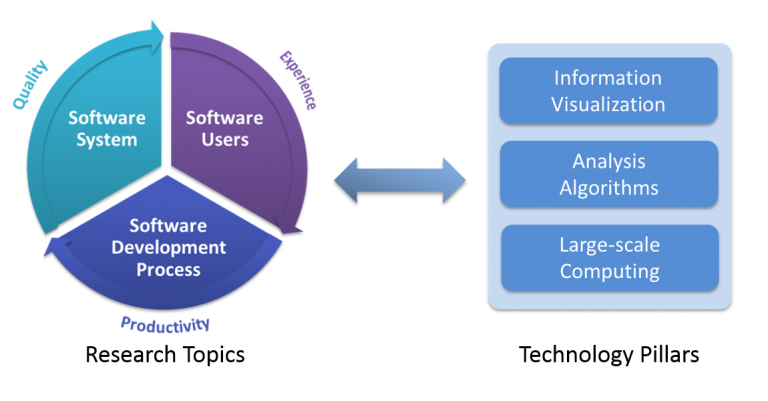 Quality
Experience
Software
System
Software
Users
Software
Development
Process
Productivity
Research Topics
Information
Visualization
Analysis
Algorithms
Large-scale
Computing
Technology Pillars